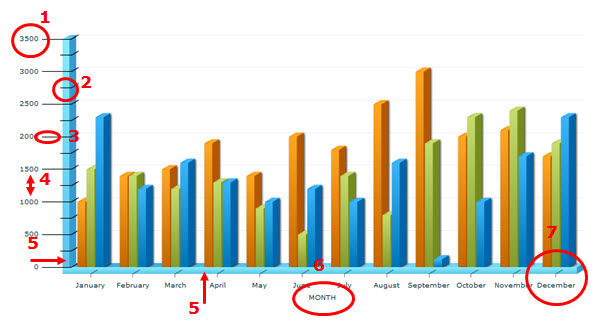 1
3500
3000
2
2500
2000
3
1500
4
1000
500
5
0
7
6
January
February
March
April
May
June
July
August
September
October
November
December
5
MONTH